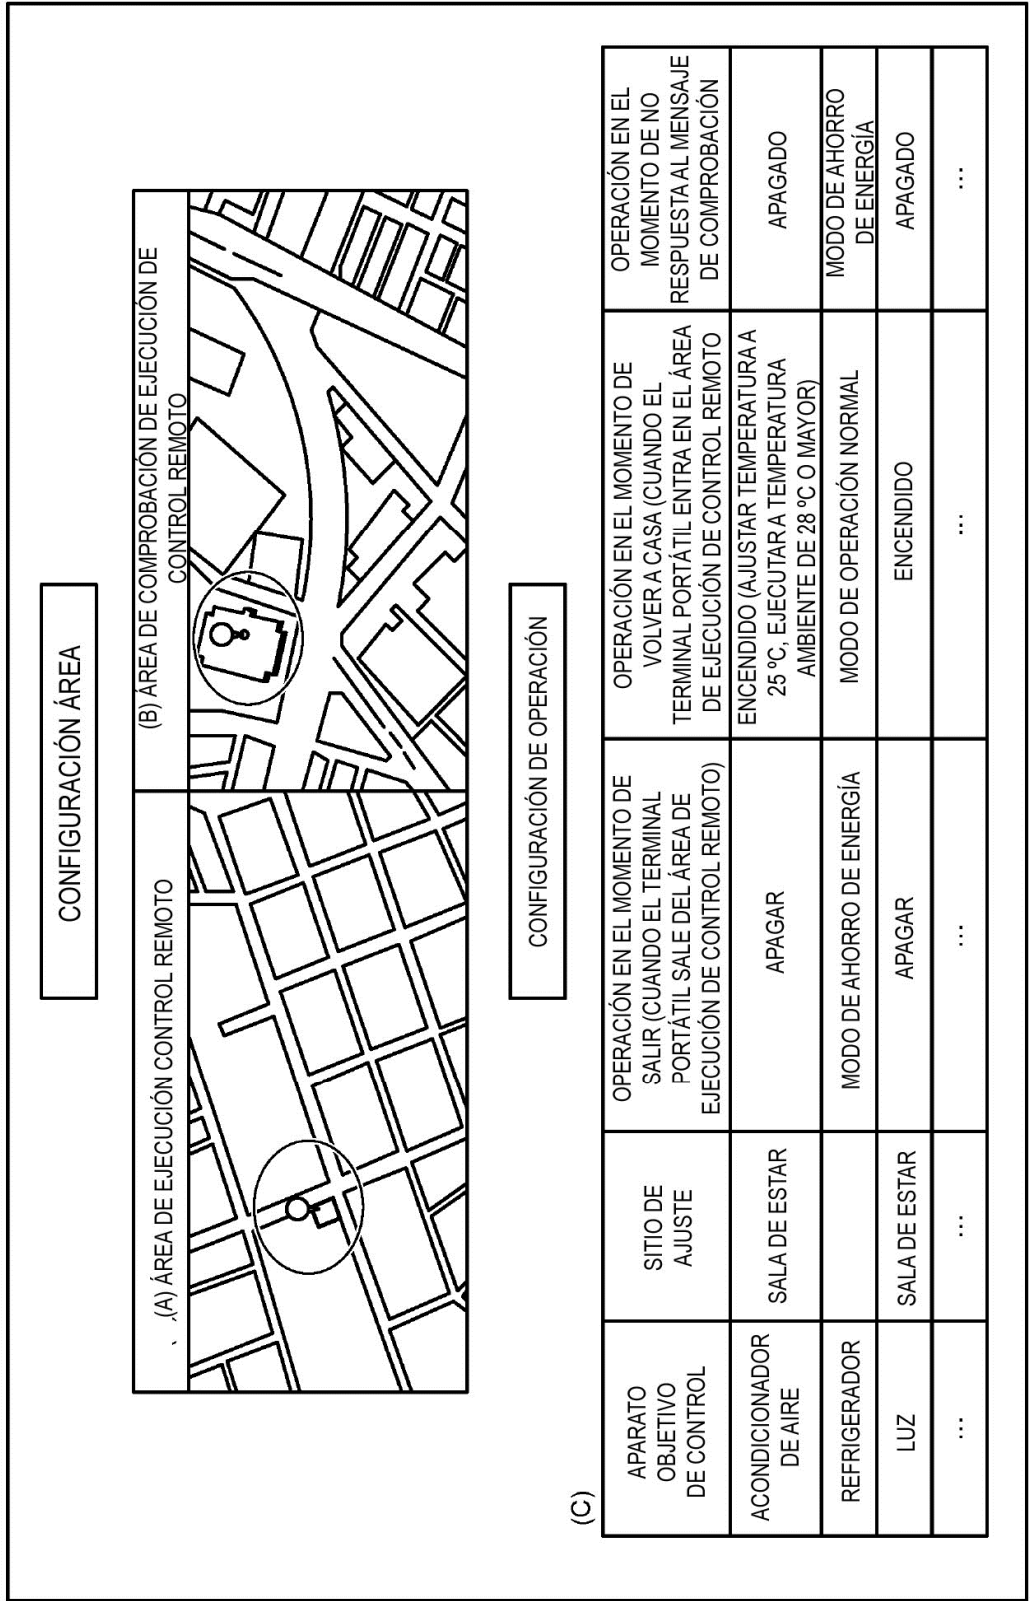 CONFIGURACIÓN ÁREA
(A) ÁREA DE EJECUCIÓN CONTROL REMOTO
(B) ÁREA DE COMPROBACIÓN DE EJECUCIÓN DE
CONTROL REMOTO
CONFIGURACIÓN DE OPERACIÓN
(C)
APARATO
OBJETIVO
DE CONTROL
SITIO DE
AJUSTE
OPERACIÓN EN EL MOMENTO DE
SALIR (CUANDO EL TERMINAL
PORTÁTIL SALE DEL ÁREA DE
EJECUCIÓN DE CONTROL REMOTO)
OPERACIÓN EN EL MOMENTO DE
VOLVER A CASA (CUANDO EL
TERMINAL PORTÁTIL ENTRA EN EL ÁREA
DE EJECUCIÓN DE CONTROL REMOTO
OPERACIÓN EN EL
MOMENTO DE NO
RESPUESTA AL MENSAJE
DE COMPROBACIÓN
ACONDICIONADOR
DE AIRE
SALA DE ESTAR
APAGAR
ENCENDIDO (AJUSTAR TEMPERATURA A
25 ºC, EJECUTAR A TEMPERATURA
AMBIENTE DE 28 ºC O MAYOR)
APAGADO
REFRIGERADOR
MODO DE AHORRO DE ENERGÍA
MODO DE OPERACIÓN NORMAL
MODO DE AHORRO
DE ENERGÍA
LUZ
SALA DE ESTAR
APAGAR
ENCENDIDO
APAGADO
...
...
...
...
...